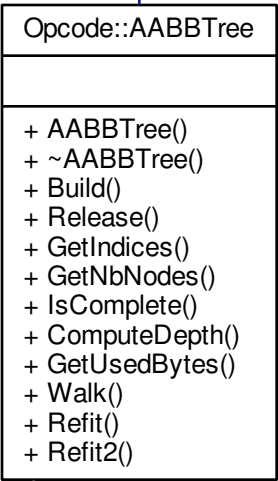 Opcode::AABBTree
+ AABBTree()
+ ~AABBTree()
+ Build()
+ Release()
+ GetIndices()
+ GetNbNodes()
+ IsComplete()
+ ComputeDepth()
+ GetUsedBytes()
+ Walk()
+ Refit()
+ Refit2()